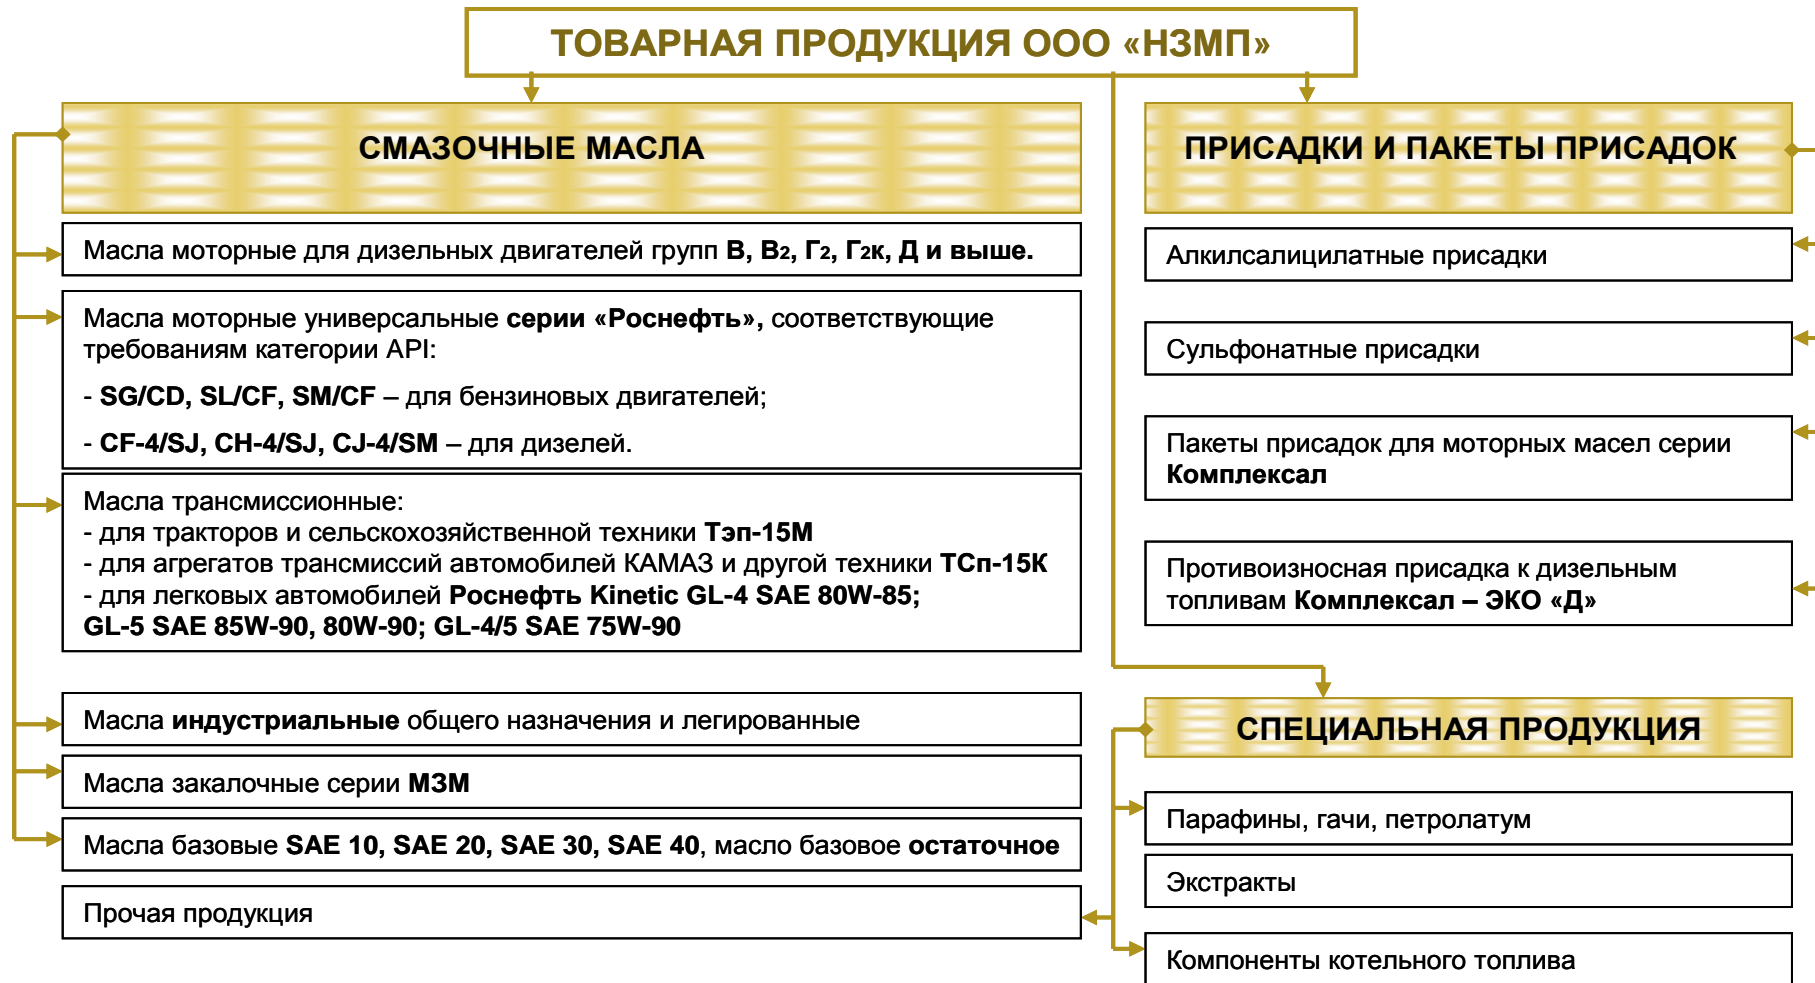 ТОВАРНАЯ ПРОДУКЦИЯ ООО «НЗМП»
СМАЗОЧНЫЕ МАСЛА
Масла моторные для дизельных двигателей групп В, В2, Г2, Г2к, Д и выше.
Масла моторные универсальные серии «Роснефть», соответствующие
требованиям категории API:
- SG/CD, SL/CF, SM/CF – для бензиновых двигателей;
- CF-4/SJ, CH-4/SJ, CJ-4/SM – для дизелей.
Масла трансмиссионные:
- для тракторов и сельскохозяйственной техники Тэп-15М
- для агрегатов трансмиссий автомобилей КАМАЗ и другой техники ТСп-15К
- для легковых автомобилей Роснефть Kinetic GL-4 SAE 80W-85;
GL-5 SAE 85W-90, 80W-90; GL-4/5 SAE 75W-90
Масла индустриальные общего назначения и легированные
Масла закалочные серии МЗМ
Масла базовые SAE 10, SAE 20, SAE 30, SAE 40, масло базовое остаточное
Прочая продукция
ПРИСАДКИ И ПАКЕТЫ ПРИСАДОК
Алкилсалицилатные присадки
Сульфонатные присадки
Пакеты присадок для моторных масел серии
Комплексал
Противоизносная присадка к дизельным
топливам Комплексал – ЭКО «Д»
СПЕЦИАЛЬНАЯ ПРОДУКЦИЯ
Парафины, гачи, петролатум
Экстракты
Компоненты котельного топлива